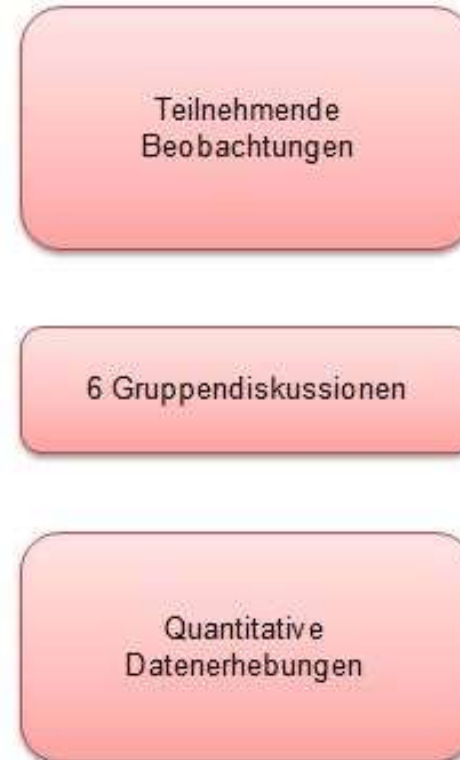 Teilnehmende
Beobachtungen
6 Gruppendiskussionen
Quantitative
Datenerhebungen